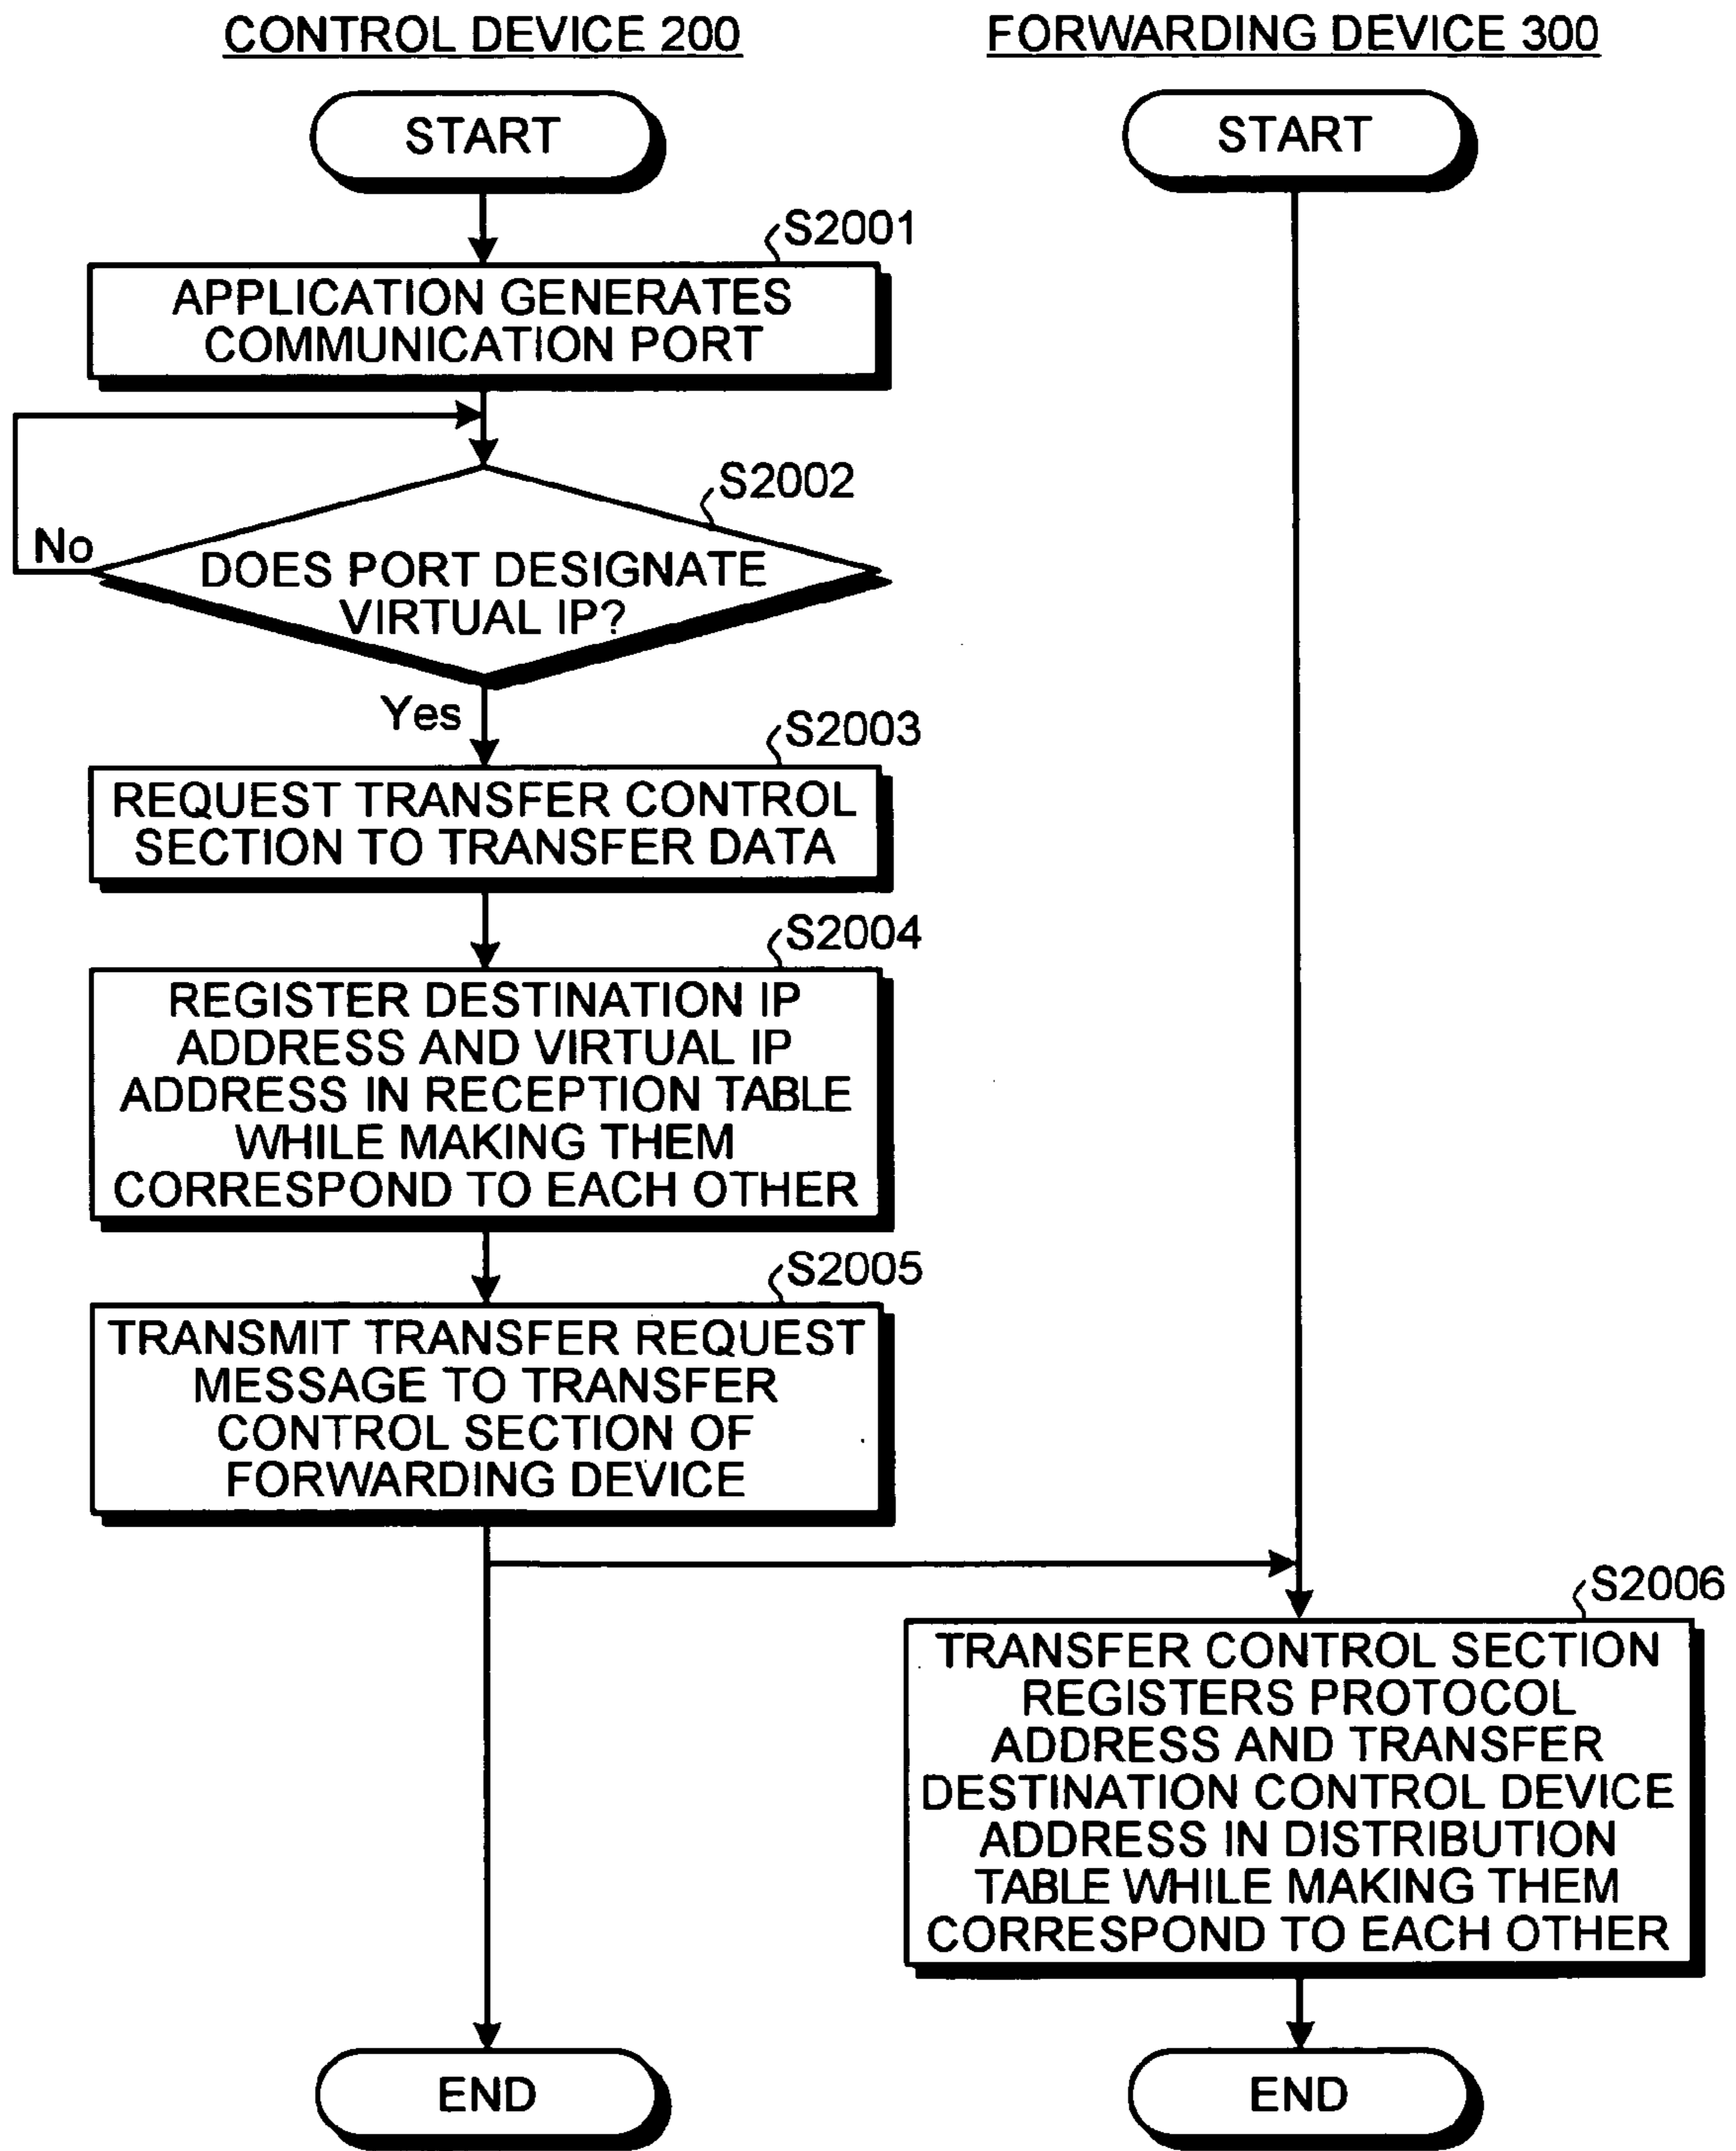 CONTROL DEVICE 200
FORWARDING DEVICE 300
START
START
S2001
APPLICATION GENERATES
COMMUNICATION PORT
S2002
No
DOES PORT DESIGNATE
VIRTUAL IP?
Yes
S2003
REQUEST TRANSFER CONTROL
SECTION TO TRANSFER DATA
S2004
REGISTER DESTINATION IP
ADDRESS AND VIRTUAL IP
ADDRESS IN RECEPTION TABLE
WHILE MAKING THEM
CORRESPOND TO EACH OTHER
S2005
TRANSMIT TRANSFER REQUEST
MESSAGE TO TRANSFER
CONTROL SECTION OF
FORWARDING DEVICE
S2006
TRANSFER CONTROL SECTION
REGISTERS PROTOCOL
ADDRESS AND TRANSFER
DESTINATION CONTROL DEVICE
ADDRESS IN DISTRIBUTION
TABLE WHILE MAKING THEM
CORRESPOND TO EACH OTHER
END
END